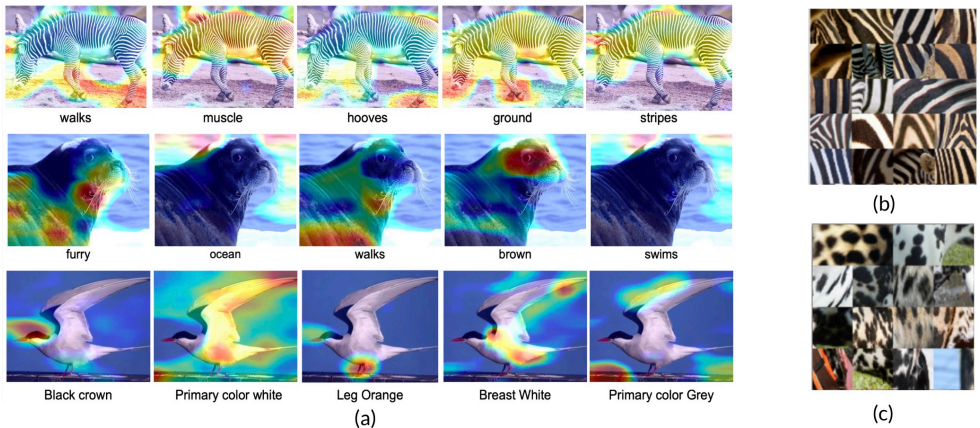 walks muscle hooves ground stripes
furry ocean walks brown swims
Black crown Primary color white Leg Orange Breast White Primary color Grey
(a)
(b)
(c)